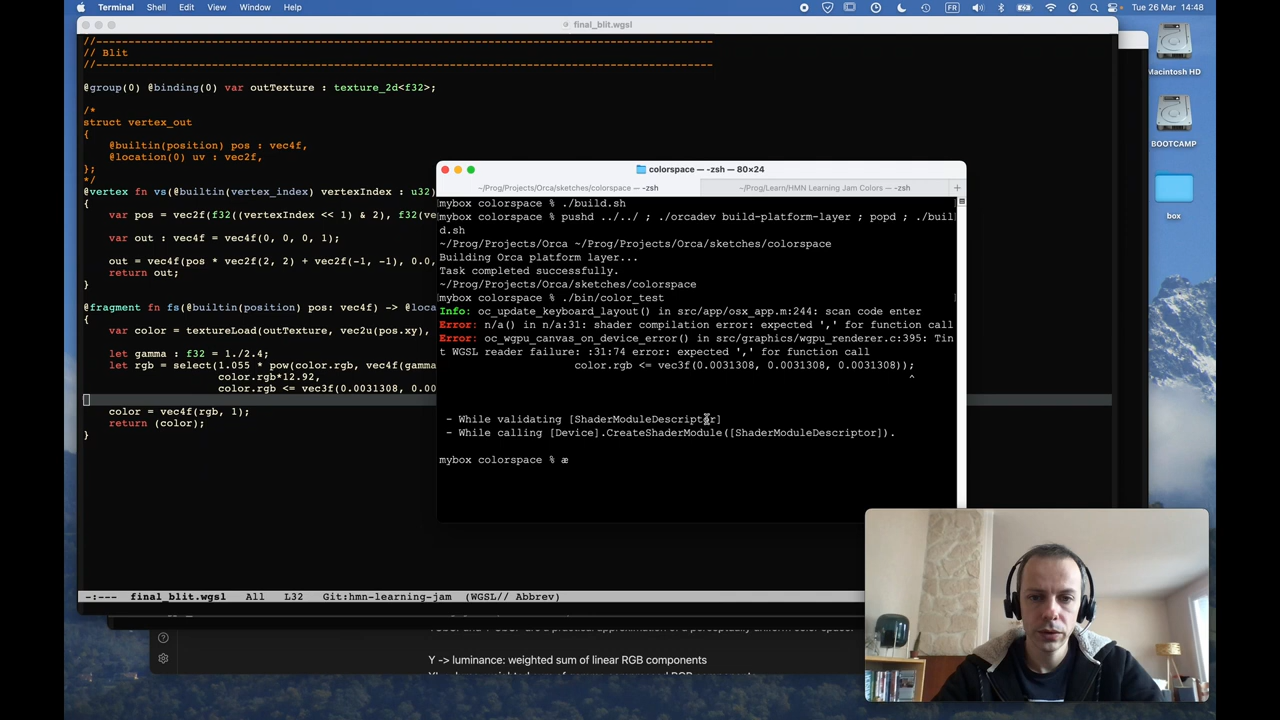 Terminal Shell Edit View Window Help FR Tue 26 Mar 14:48
final_blit.wgsl
//------------------------------------------------------------------------------------------------
// Blit
//------------------------------------------------------------------------------------------------
@group(0) @binding(0) var outTexture : texture_2d<f32>;
/*
struct vertex_out
{
@builtin(position) pos : vec4f,
@location(0) uv : vec2f,
};
*/
@vertex fn vs(@builtin(vertex_index) vertexIndex : u32)
{
var pos = vec2f(f32((vertexIndex << 1) & 2), f32(ve
var out : vec4f = vec4f(0, 0, 0, 1);
out = vec4f(pos * vec2f(2, 2) + vec2f(-1, -1), 0.0,
return out;
}
@fragment fn fs(@builtin(position) pos: vec4f) -> @loca
{
var color = textureLoad(outTexture, vec2u(pos.xy),
let gamma : f32 = 1./2.4;
let rgb = select(1.055 * pow(color.rgb, vec4f(gamma
color.rgb*12.92,
color.rgb <= vec3f(0.0031308, 0.00
color = vec4f(rgb, 1);
return (color);
}
-:--- final_blit.wgsl All L32 Git:hmn-learning-jam (WGSL// Abbrev)
colorspace — -zsh — 80×24
~/Prog/Projects/Orca/sketches/colorspace — -zsh
~/Prog/Learn/HMN Learning Jam Colors — -zsh
+
mybox colorspace % ./build.sh
mybox colorspace % pushd ../../ ; ./orcadev build-platform-layer ; popd ; ./buil
d.sh
~/Prog/Projects/Orca ~/Prog/Projects/Orca/sketches/colorspace
Building Orca platform layer...
Task completed successfully.
~/Prog/Projects/Orca/sketches/colorspace
mybox colorspace % ./bin/color_test
Info: oc_update_keyboard_layout() in src/app/osx_app.m:244: scan code enter
Error: n/a() in n/a:31: shader compilation error: expected ',' for function call
Error: oc_wgpu_canvas_on_device_error() in src/graphics/wgpu_renderer.c:395: Tin
t WGSL reader failure: :31:74 error: expected ',' for function call
color.rgb <= vec3f(0.0031308, 0.0031308, 0.0031308));
^
- While validating [ShaderModuleDescriptor]
- While calling [Device].CreateShaderModule([ShaderModuleDescriptor]).
mybox colorspace % æ
Macintosh HD
BOOTCAMP
box
Y -> luminance: weighted sum of linear RGB components